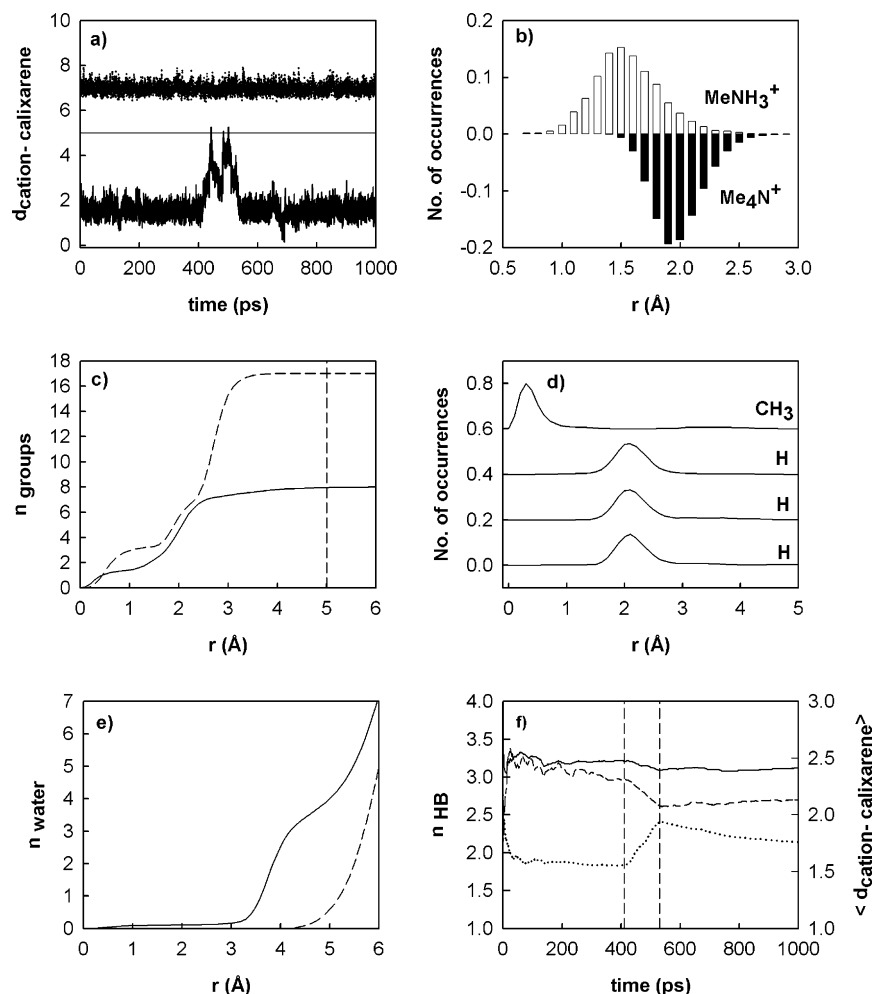 a)
10
8
6
4
2
0
d cation- calixarene
0 200 400 600 800 1000
time (ps)
b)
0.2
0.1
0.0
-0.1
-0.2
No. of occurrences
MeNH3+
Me4N+
0.5 1.0 1.5 2.0 2.5 3.0
r (Å)
c)
18
16
14
12
10
8
6
4
2
0
n groups
0 1 2 3 4 5 6
r (Å)
d)
0.8
0.6
0.4
0.2
0.0
No. of occurrences
CH3
H
H
H
0 1 2 3 4 5
r (Å)
e)
7
6
5
4
3
2
1
0
n water
0 1 2 3 4 5 6
r (Å)
f)
4.0
3.5
3.0
2.5
2.0
1.5
1.0
n HB
3.0
2.5
2.0
1.5
1.0
< d cation- calixarene >
0 200 400 600 800 1000
time (ps)